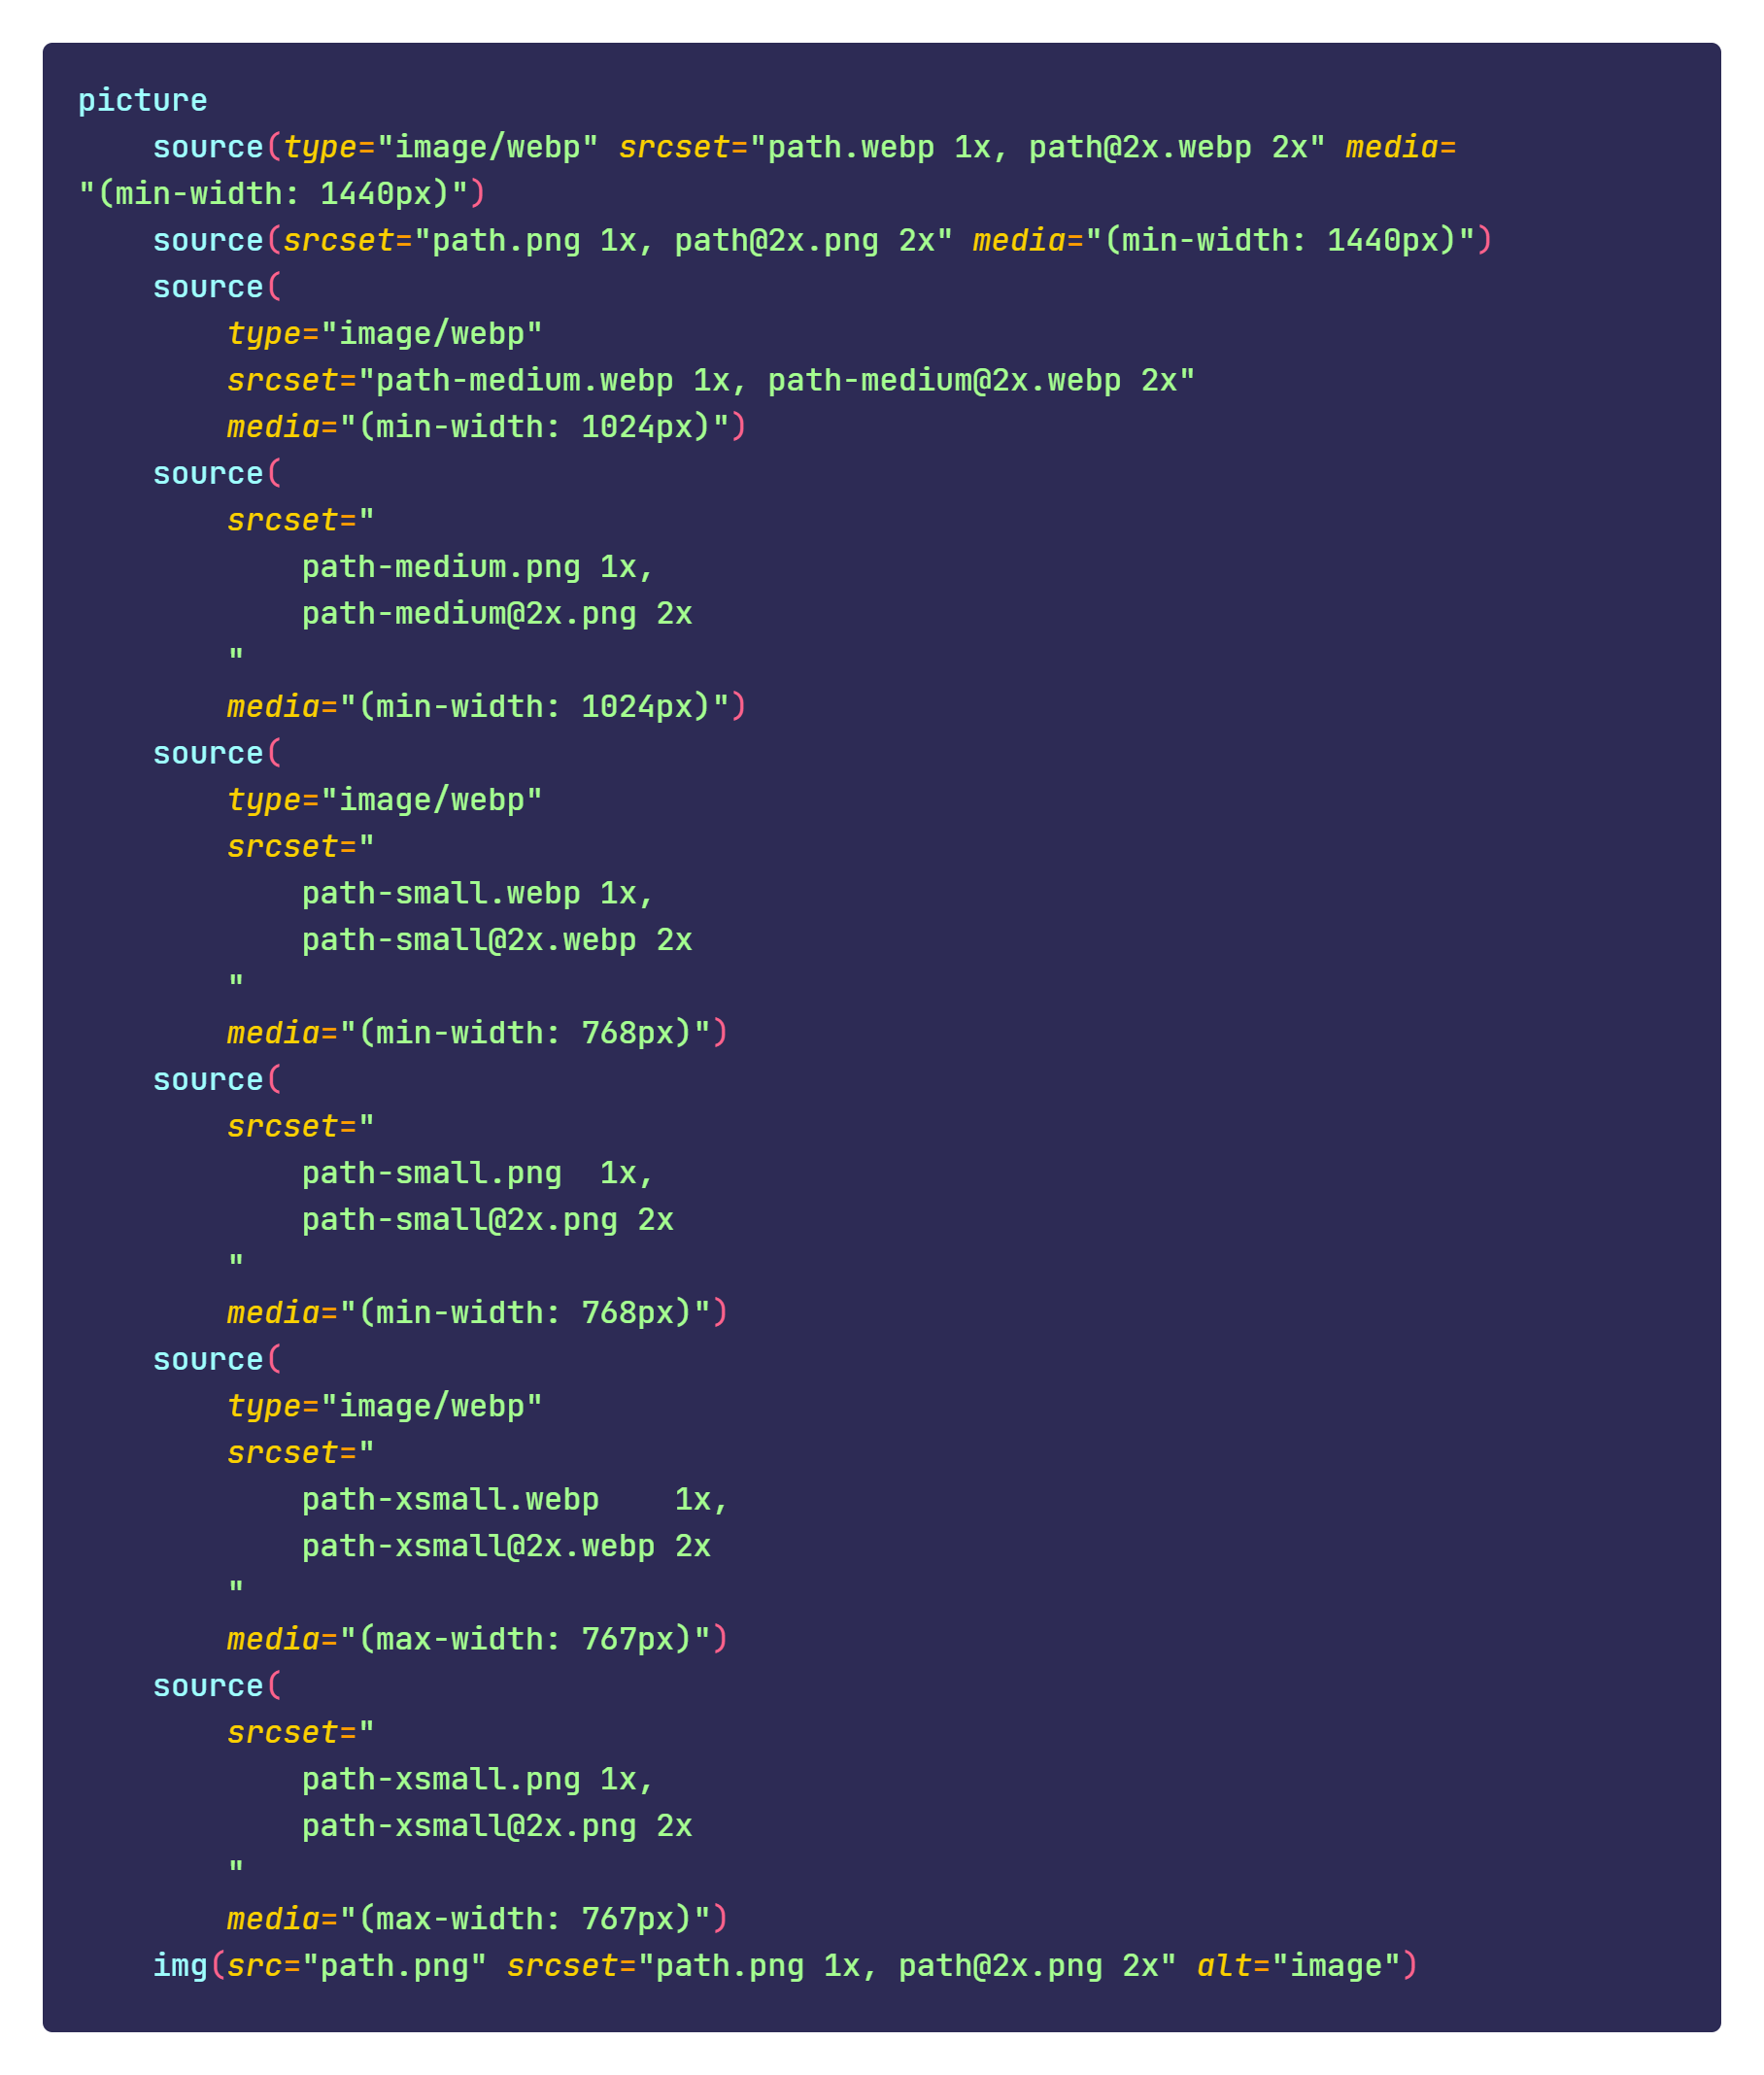 picture
    source(type="image/webp" srcset="path.webp 1x, path@2x.webp 2x" media=
"(min-width: 1440px)")
    source(srcset="path.png 1x, path@2x.png 2x" media="(min-width: 1440px)")
    source(
        type="image/webp"
        srcset="path-medium.webp 1x, path-medium@2x.webp 2x"
        media="(min-width: 1024px)")
    source(
        srcset="
            path-medium.png 1x,
            path-medium@2x.png 2x
        "
        media="(min-width: 1024px)")
    source(
        type="image/webp"
        srcset="
            path-small.webp 1x,
            path-small@2x.webp 2x
        "
        media="(min-width: 768px)")
    source(
        srcset="
            path-small.png  1x,
            path-small@2x.png 2x
        "
        media="(min-width: 768px)")
    source(
        type="image/webp"
        srcset="
            path-xsmall.webp    1x,
            path-xsmall@2x.webp 2x
        "
        media="(max-width: 767px)")
    source(
        srcset="
            path-xsmall.png 1x,
            path-xsmall@2x.png 2x
        "
        media="(max-width: 767px)")
    img(src="path.png" srcset="path.png 1x, path@2x.png 2x" alt="image")